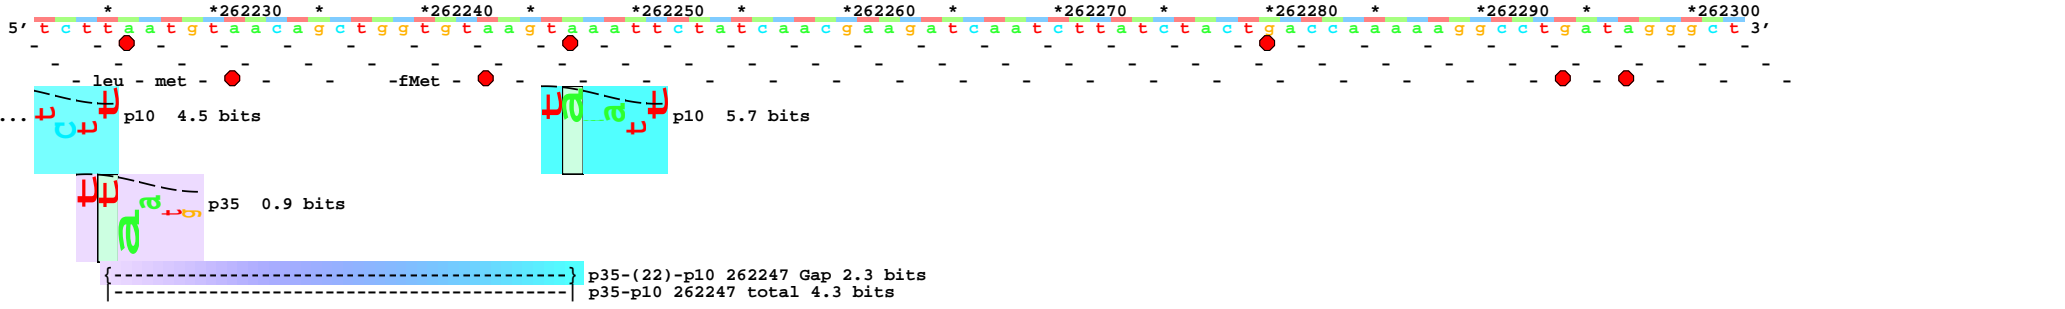 * *262230 * *262240 * *262250 * *262260 * *262270 * *262280 * *262290 * *262300
5' t c t t a a t g t a a c a g c t g g t g t a a g t a a a t t c t a t c a a c g a a g a t c a a t c t t a t c t a c t g a c c a a a a a g g c c t g a t a g g g c t 3'
- leu - met - - - -fMet - - - - - - - - - - - - - - - - - - - -
... t c t t p10 4.5 bits
t a a t t p10 5.7 bits
t t a a t g p35 0.9 bits
{-------------------------------------------} p35-(22)-p10 262247 Gap 2.3 bits
|-------------------------------------------| p35-p10 262247 total 4.3 bits